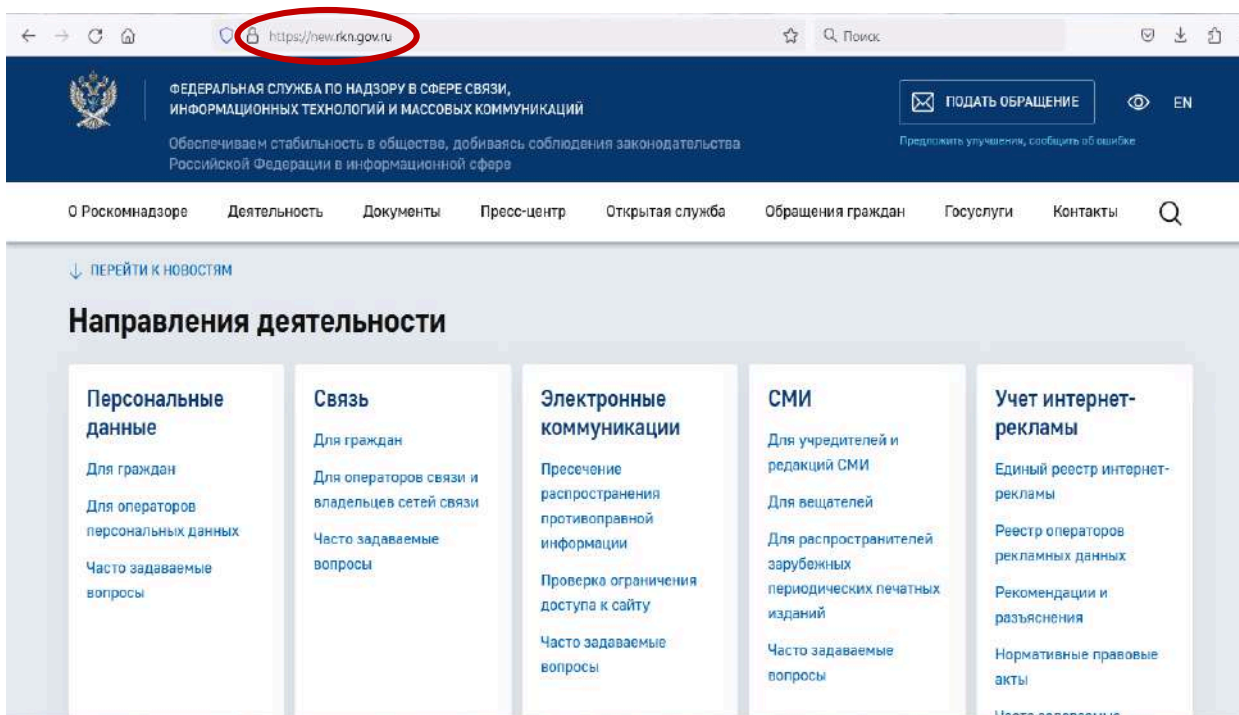 https://new.rkn.gov.ru
Поиск
ФЕДЕРАЛЬНАЯ СЛУЖБА ПО НАДЗОРУ В СФЕРЕ СВЯЗИ,
ИНФОРМАЦИОННЫХ ТЕХНОЛОГИЙ И МАССОВЫХ КОММУНИКАЦИЙ
Обеспечиваем стабильность в обществе, добиваясь соблюдения законодательства
Российской Федерации в информационной сфере
ПОДАТЬ ОБРАЩЕНИЕ
EN
Предложить улучшения, сообщить об ошибке
О Роскомнадзоре Деятельность Документы Пресс-центр Открытая служба Обращения граждан Госуслуги Контакты
ПЕРЕЙТИ К НОВОСТЯМ
Направления деятельности
Персональные
данные
Для граждан
Для операторов
персональных данных
Часто задаваемые
вопросы
Связь
Для граждан
Для операторов связи и
владельцев сетей связи
Часто задаваемые
вопросы
Электронные
коммуникации
Пресечение
распространения
противоправной
информации
Проверка ограничения
доступа к сайту
Часто задаваемые
вопросы
СМИ
Для учредителей и
редакций СМИ
Для вещателей
Для распространителей
зарубежных
периодических печатных
изданий
Часто задаваемые
вопросы
Учет интернет-
рекламы
Единый реестр интернет-
рекламы
Реестр операторов
рекламных данных
Рекомендации и
разъяснения
Нормативные правовые
акты
Часто задаваемые